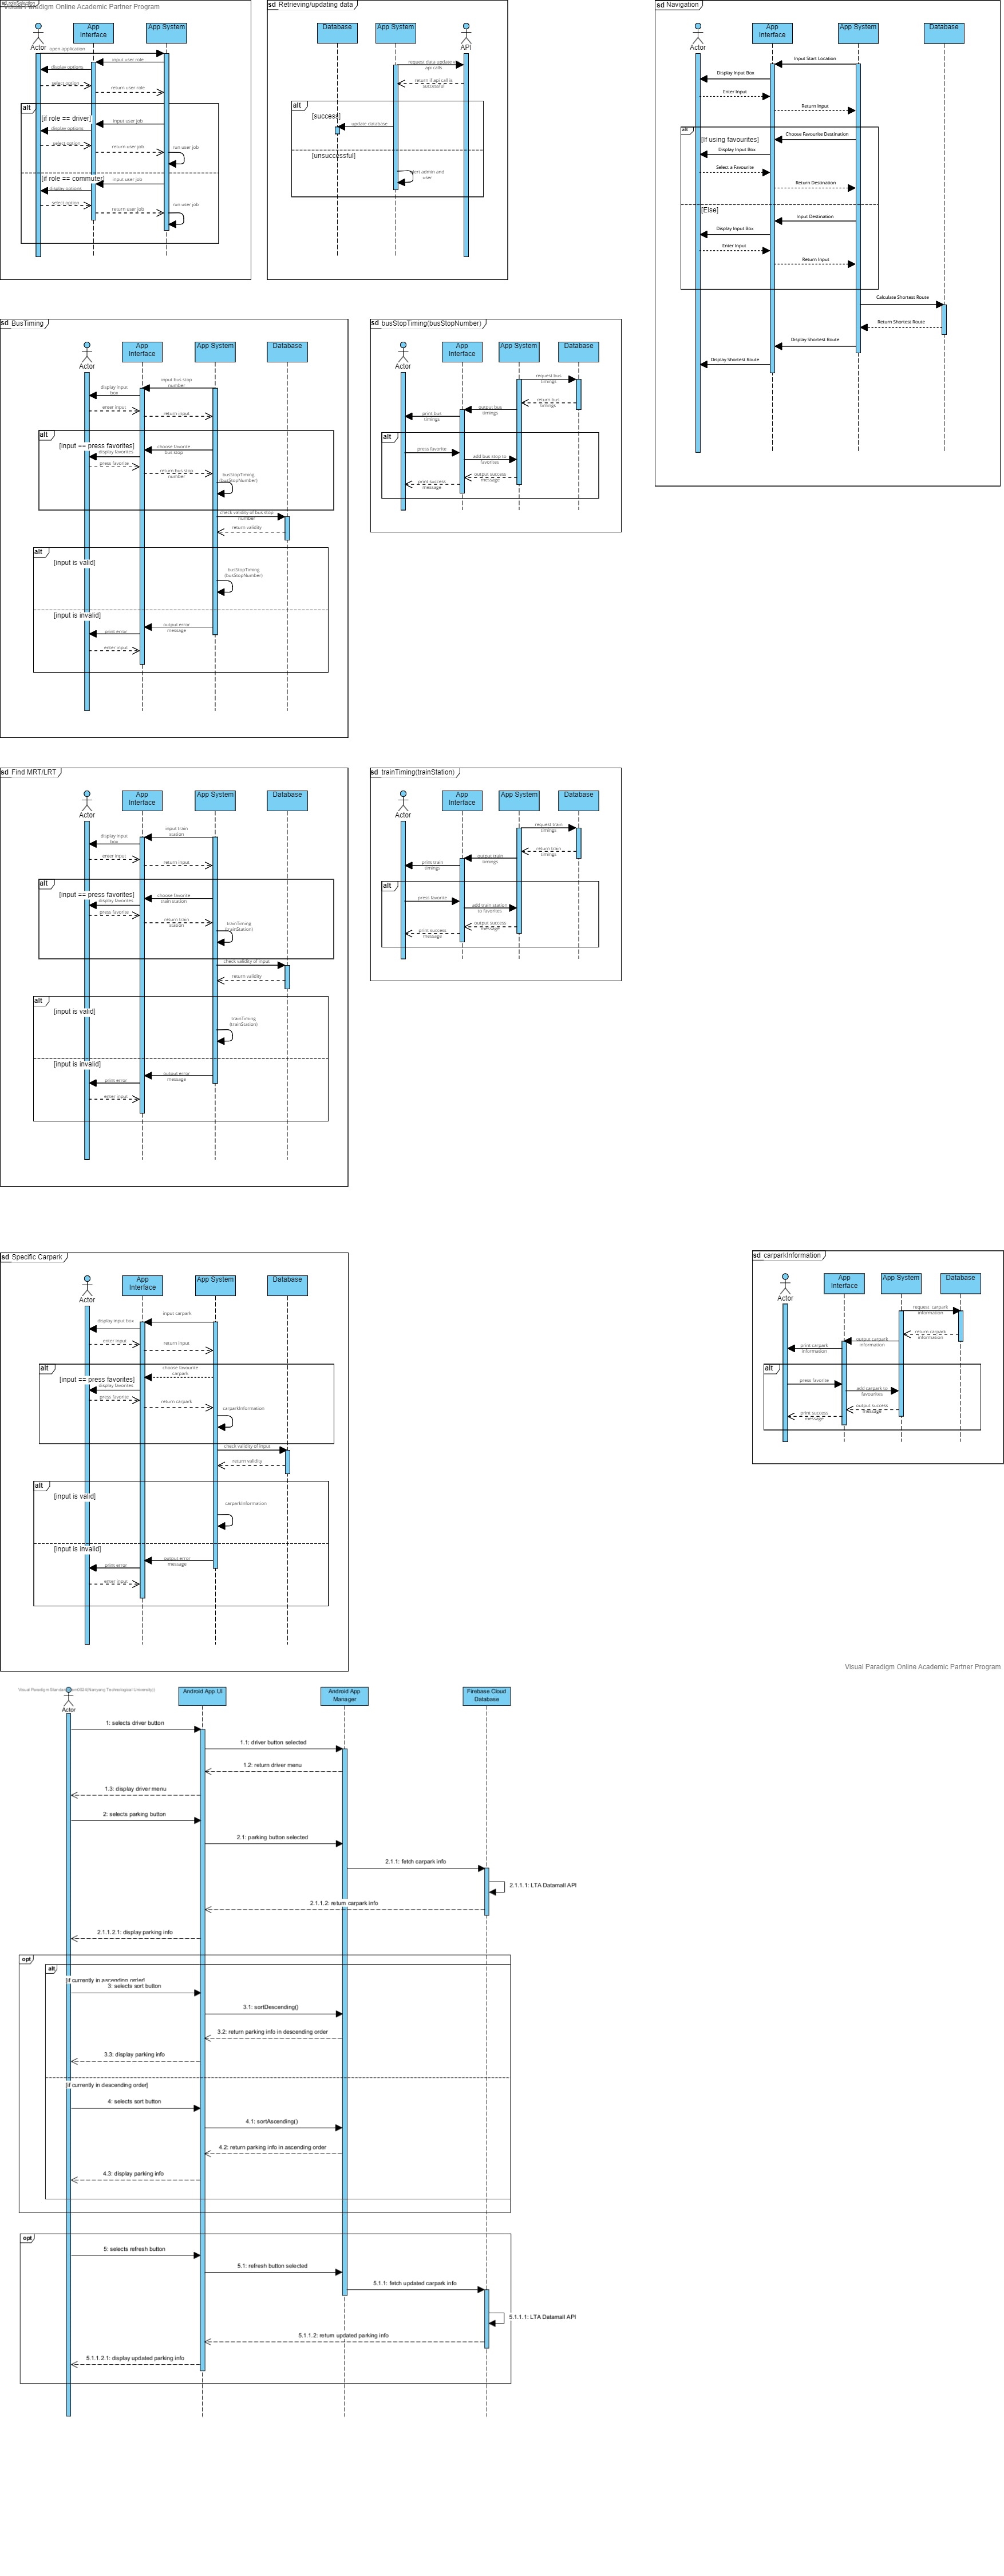 Visual Paradigm Online Academic Partner Program
sd
Actor
App
Interface
App System
open application
input user role
display options
select option
return user role
alt
[if role == driver]
input user job
display options
select option
return user job
run user job
[if role == commuter]
input user job
display options
select option
return user job
run user job
sd Retrieving/updating data
Database
App System
API
request data update
api calls
return if api call is
successful
alt
[success]
update database
[unsuccessful]
admin and
user
sd Navigation
Actor
App
Interface
App System
Database
Input Start Location
Display Input Box
Enter Input
Return Input
alt
[If using favourites]
Choose Favourite Destination
Display Input Box
Select a Favourite
Return Destination
[Else]
Input Destination
Display Input Box
Enter Input
Return Input
Calculate Shortest Route
Return Shortest Route
Display Shortest Route
Display Shortest Route
sd BusTiming
Actor
App
Interface
App System
Database
input bus stop
number
display input
box
enter input
return input
alt
[input == press favorites]
choose favorite
bus stop
display favorites
press favorite
return bus stop
number
busStopTiming
(busStopNumber)
check validity of bus stop
number
return validity
alt
[input is valid]
busStopTiming
(busStopNumber)
[input is invalid]
output error
message
print error
enter input
sd busStopTiming(busStopNumber)
Actor
App
Interface
App System
Database
request bus
timings
return bus
timings
output bus
timings
print bus
timings
alt
press favorite
add bus stop to
favorites
output success
message
print success
message
sd Find MRT/LRT
Actor
App
Interface
App System
Database
input train
station
display input
box
enter input
return input
alt
[input == press favorites]
choose favorite
train station
display favorites
press favorite
return train
station
trainTiming
(trainStation)
check validity of input
return validity
alt
[input is valid]
trainTiming
(trainStation)
[input is invalid]
output error
message
print error
enter input
sd trainTiming(trainStation)
Actor
App
Interface
App System
Database
request train
timings
return train
timings
output train
timings
print train
timings
alt
press favorite
add train station
to favorites
output success
message
print success
message
sd Specific Carpark
Actor
App
Interface
App System
Database
input carpark
display input box
enter input
return input
alt
[input == press favorites]
choose favourite
carpark
display favorites
press favorite
return carpark
carparkInformation
check validity of input
return validity
alt
[input is valid]
carparkInformation
[input is invalid]
output error
message
print error
enter input
sd carparkInformation
Actor
App
Interface
App System
Database
request carpark
information
return carpark
information
output carpark
information
print carpark
information
alt
press favorite
add carpark to
favourites
output success
message
print success
message
Visual Paradigm Online Academic Partner Program
Actor
Android App UI
Android App
Manager
Firebase Cloud
Database
1: selects driver button
1.1: driver button selected
1.2: return driver menu
1.3: display driver menu
2: selects parking button
2.1: parking button selected
2.1.1: fetch carpark info
2.1.1.1: LTA Datamall API
2.1.1.2: return carpark info
2.1.1.2.1: display parking info
opt
alt
[if currently in ascending order]
3: selects sort button
3.1: sortDescending()
3.2: return parking info in descending order
3.3: display parking info
[if currently in descending order]
4: selects sort button
4.1: sortAscending()
4.2: return parking info in ascending order
4.3: display parking info
opt
5: selects refresh button
5.1: refresh button selected
5.1.1: fetch updated carpark info
5.1.1.1: LTA Datamall API
5.1.1.2: return updated parking info
5.1.1.2.1: display updated parking info